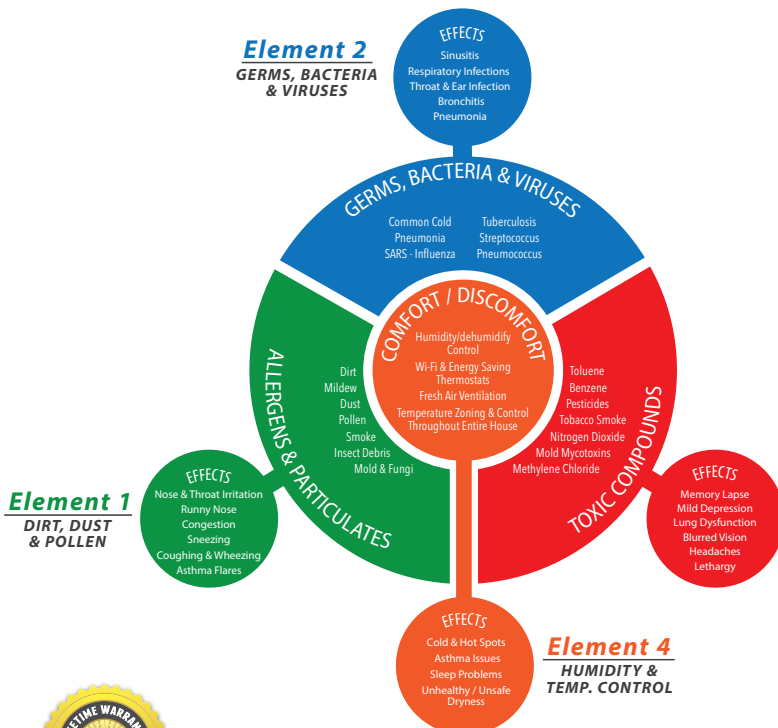 Element 2
GERMS, BACTERIA
& VIRUSES
EFFECTS
Sinusitis
Respiratory Infections
Throat & Ear Infection
Bronchitis
Pneumonia
GERMS, BACTERIA & VIRUSES
Common Cold
Pneumonia
SARS - Influenza
Tuberculosis
Streptococcus
Pneumococcus
COMFORT / DISCOMFORT
Humidity/dehumidify
Control
Wi-Fi & Energy Saving
Thermostats
Fresh Air Ventilation
Temperature Zoning & Control
Throughout Entire House
ALLERGENS & PARTICULATES
Dirt
Mildew
Dust
Pollen
Smoke
Insect Debris
Mold & Fungi
TOXIC COMPOUNDS
Toluene
Benzene
Pesticides
Tobacco Smoke
Nitrogen Dioxide
Mold Mycotoxins
Methylene Chloride
Element 1
DIRT, DUST
& POLLEN
EFFECTS
Nose & Throat Irritation
Runny Nose
Congestion
Sneezing
Coughing & Wheezing
Asthma Flares
EFFECTS
Memory Lapse
Mild Depression
Lung Dysfunction
Blurred Vision
Headaches
Lethargy
EFFECTS
Cold & Hot Spots
Asthma Issues
Sleep Problems
Unhealthy / Unsafe
Dryness
Element 4
HUMIDITY &
TEMP. CONTROL